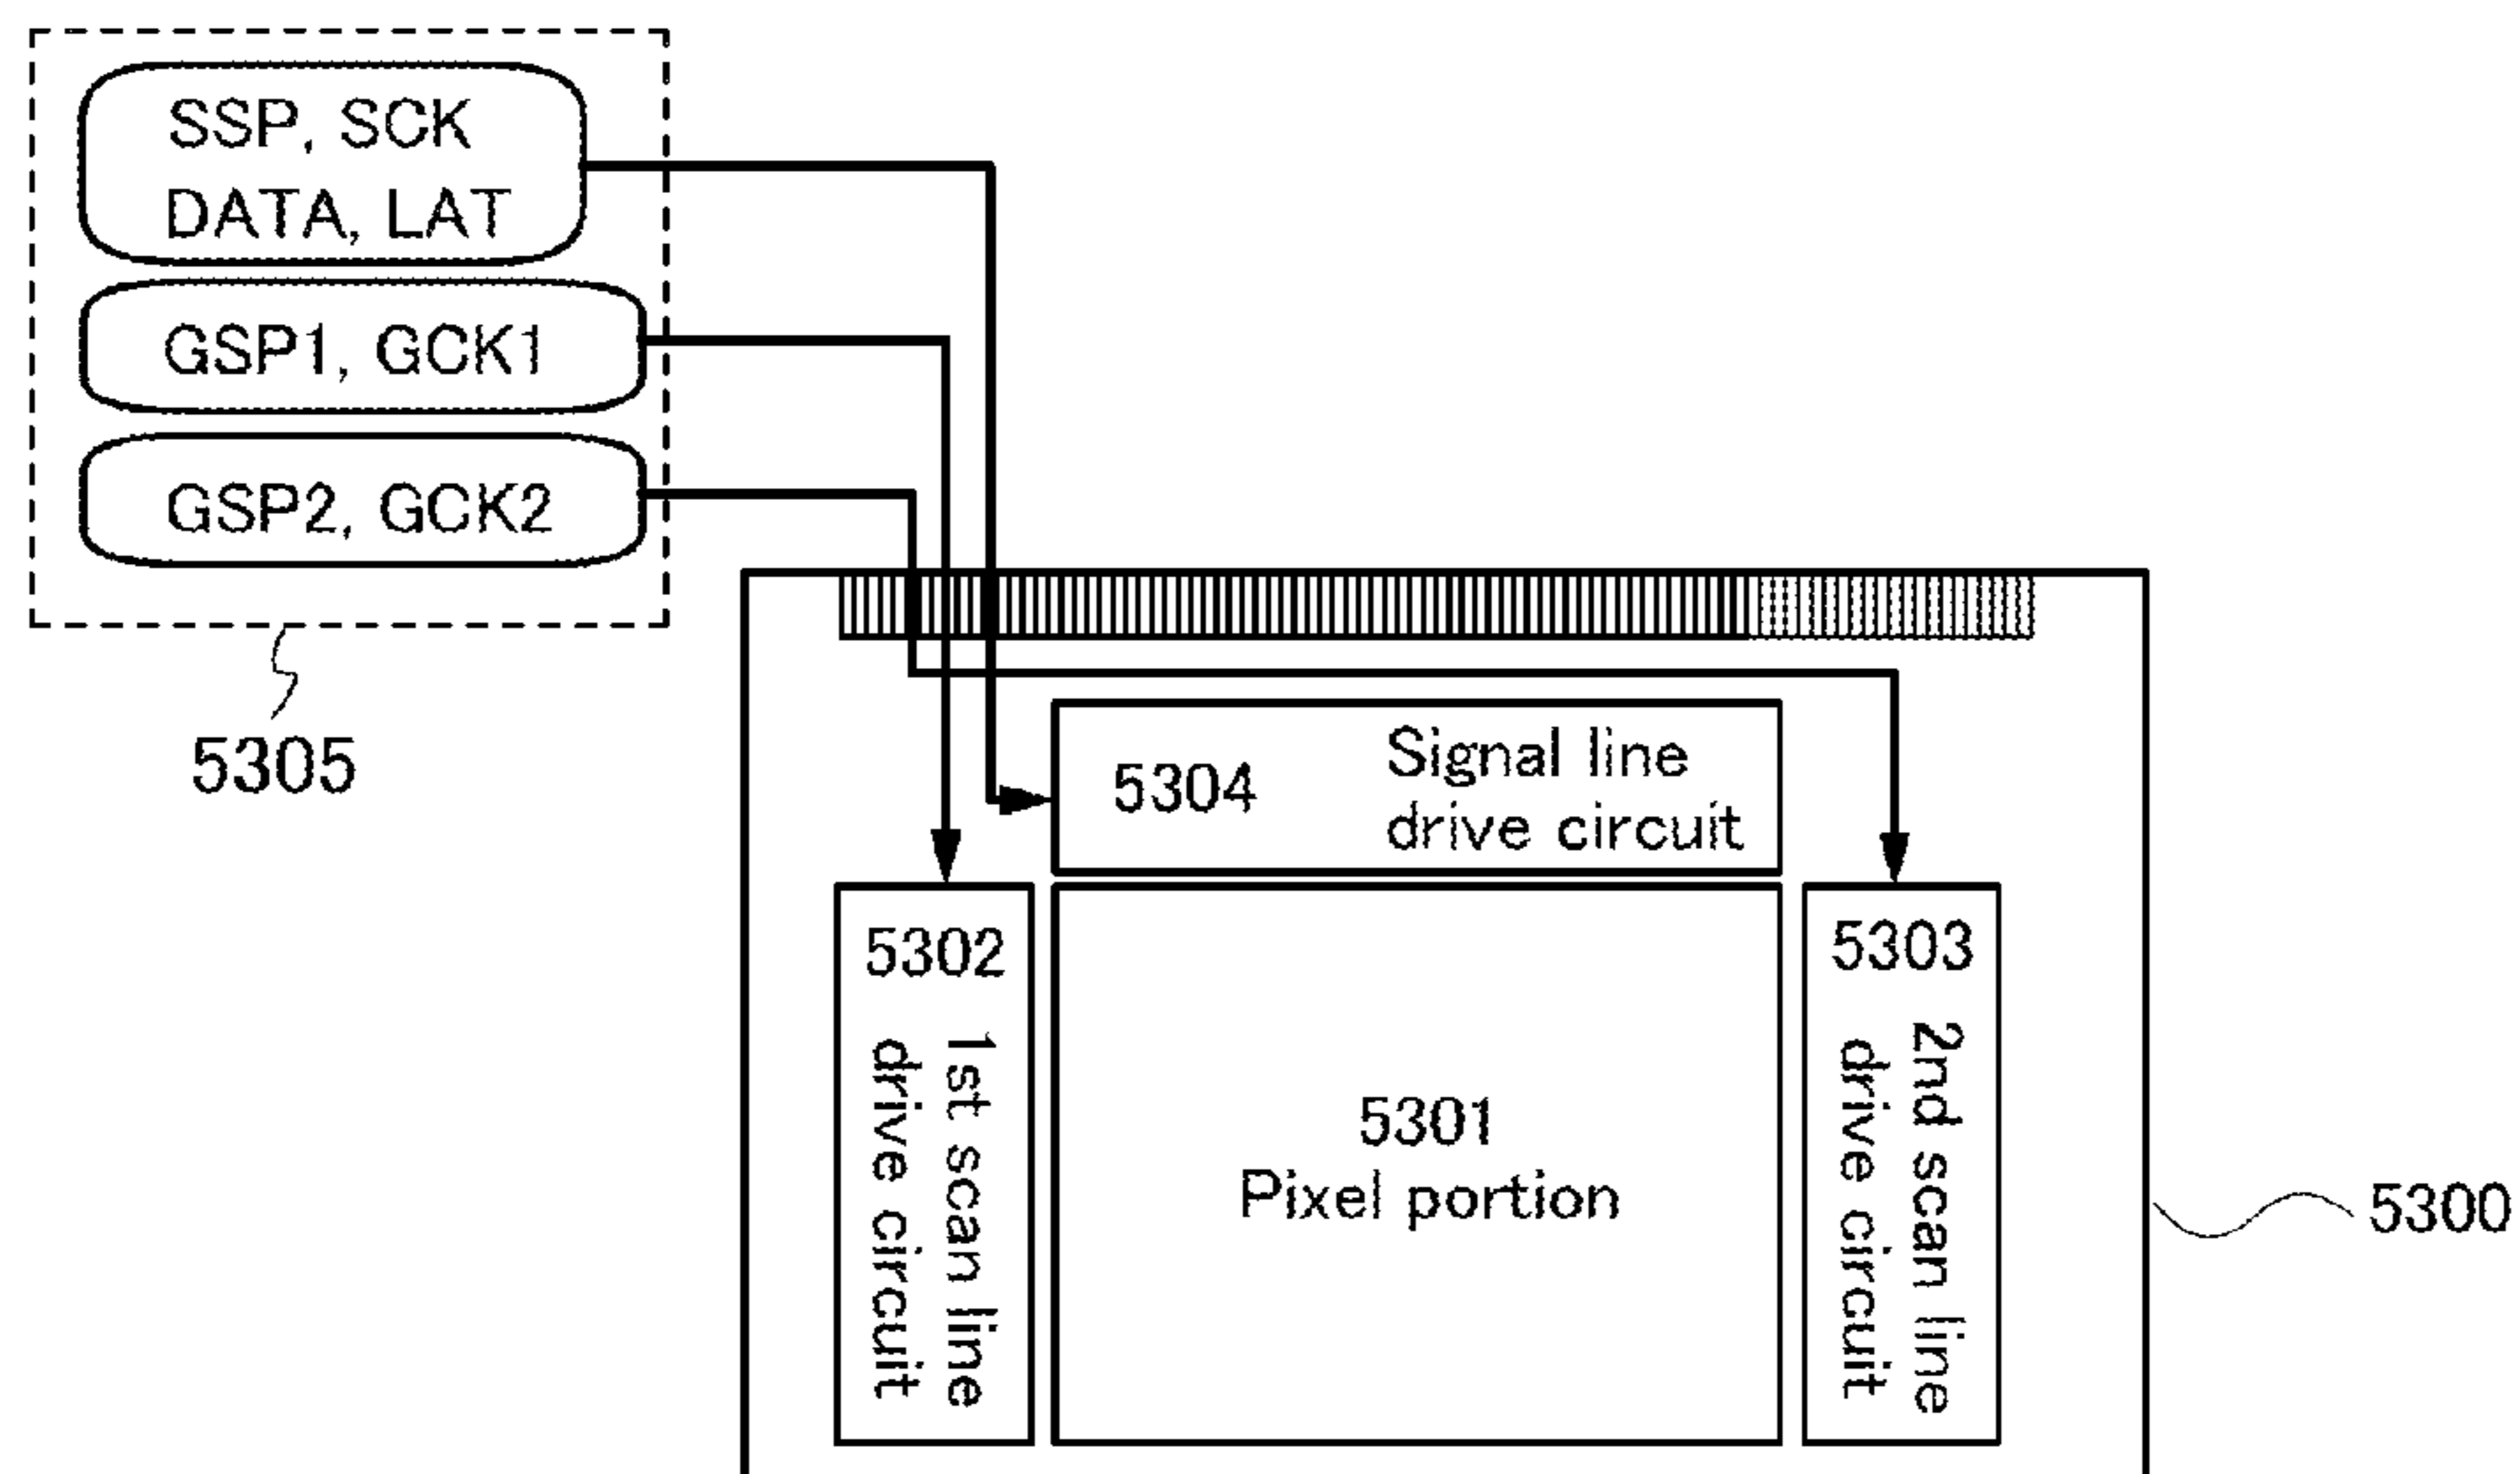 SSP, SCK
DATA, LAT
GSP1, GCK1
GSP2, GCK2
5305
5304
Signal line
drive circuit
5302
1st scan line
drive circuit
5301
Pixel portion
5303
2nd scan line
drive circuit
5300